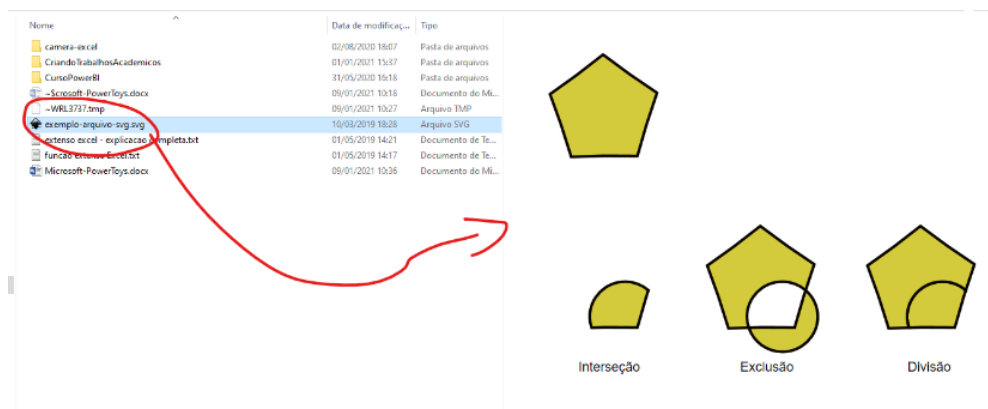 Nome Data de modificaç... Tipo
camera-excel 02/08/2020 18:07 Pasta de arquivos
CriandoTrabalhosAcademicos 01/01/2021 15:37 Pasta de arquivos
CursoPowerBI 31/05/2020 16:18 Pasta de arquivos
~$crosoft-PowerToys.docx 09/01/2021 10:18 Documento do Mi...
~WRL3737.tmp 09/01/2021 10:27 Arquivo TMP
exemplo-arquivo-svg.svg 10/03/2019 18:28 Arquivo SVG
extenso excel - explicacao completa.txt 01/05/2019 14:21 Documento de Te...
funcao extenso Excel.txt 01/05/2019 14:17 Documento de Te...
Microsoft-PowerToys.docx 09/01/2021 10:36 Documento do Mi...
Interseção Exclusão Divisão